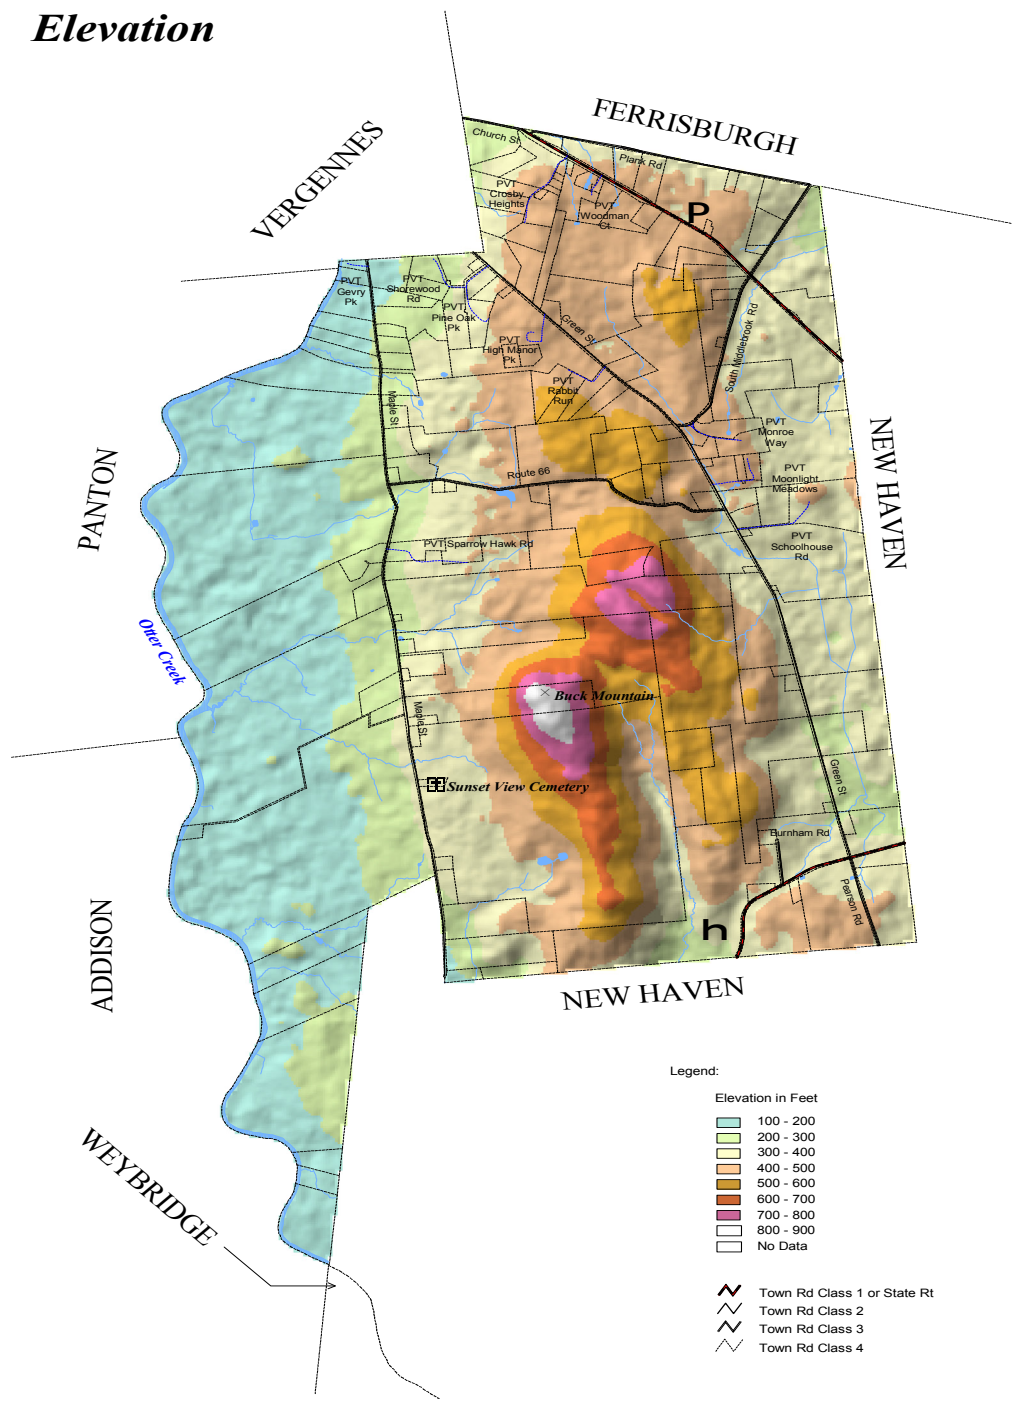 Elevation
FERRISBURGH
VERGENNES
Church St
Plank Rd
PVT
Crosby
Heights
PVT
Woodman
Ct
P
PVT
Gevry
Pk
PVT
Shorewood
Rd
PVT
Pine Oak
Pk
Green St
PVT
High Manor
Pk
South Middlebrook Rd
PVT
Rabbit
Run
Maple St
PVT
Monroe
Way
NEW HAVEN
PANTON
Route 66
PVT
Moonlight
Meadows
PVT Sparrow Hawk Rd
PVT
Schoolhouse
Rd
Otter Creek
Buck Mountain
Maple St
Sunset View Cemetery
Green St
Burnham Rd
Pearson Rd
ADDISON
h
NEW HAVEN
WEYBRIDGE
Legend:
Elevation in Feet
100 - 200
200 - 300
300 - 400
400 - 500
500 - 600
600 - 700
700 - 800
800 - 900
No Data
Town Rd Class 1 or State Rt
Town Rd Class 2
Town Rd Class 3
Town Rd Class 4